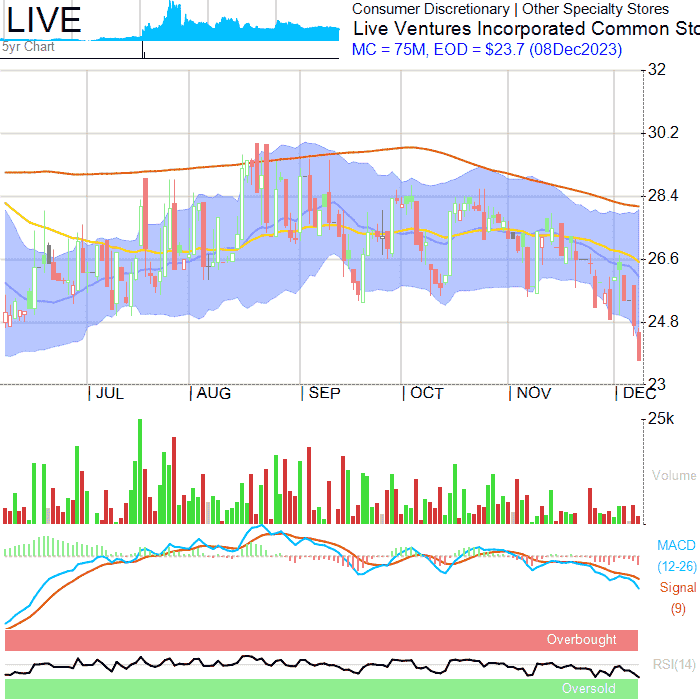 LIVE
5yr Chart
Consumer Discretionary | Other Specialty Stores
Live Ventures Incorporated Common Sto
MC = 75M, EOD = $23.7 (08Dec2023)
32
30.2
28.4
26.6
24.8
23
JUL AUG SEP OCT NOV DEC
25k
Volume
MACD
(12-26)
Signal
(9)
Overbought
RSI(14)
Oversold